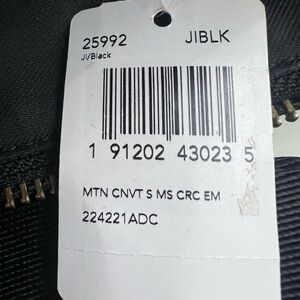 25992 JIBLK
JI/Black
1 91202 43023 5
MTN CNVT S MS CRC EM
224221ADC